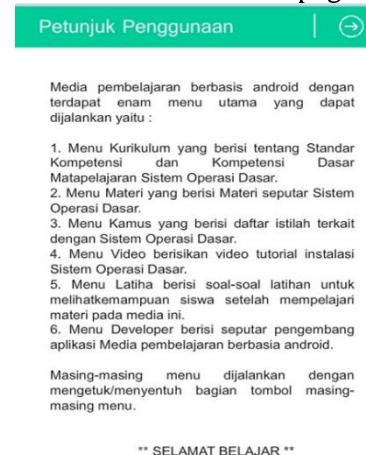 Petunjuk Penggunaan
Media pembelajaran berbasis android dengan
terdapat enam menu utama yang dapat
dijalankan yaitu :
1. Menu Kurikulum yang berisi tentang Standar
Kompetensi dan Kompetensi Dasar
Matapelajaran Sistem Operasi Dasar.
2. Menu Materi yang berisi Materi seputar Sistem
Operasi Dasar.
3. Menu Kamus yang berisi daftar istilah terkait
dengan Sistem Operasi Dasar.
4. Menu Video berisikan video tutorial instalasi
Sistem Operasi Dasar.
5. Menu Latiha berisi soal-soal latihan untuk
melihatkemampuan siswa setelah mempelajari
materi pada media ini.
6. Menu Developer berisi seputar pengembang
aplikasi Media pembelajaran berbasia android.
Masing-masing menu dijalankan dengan
mengetuk/menyentuh bagian tombol masing-
masing menu.
** SELAMAT BELAJAR **